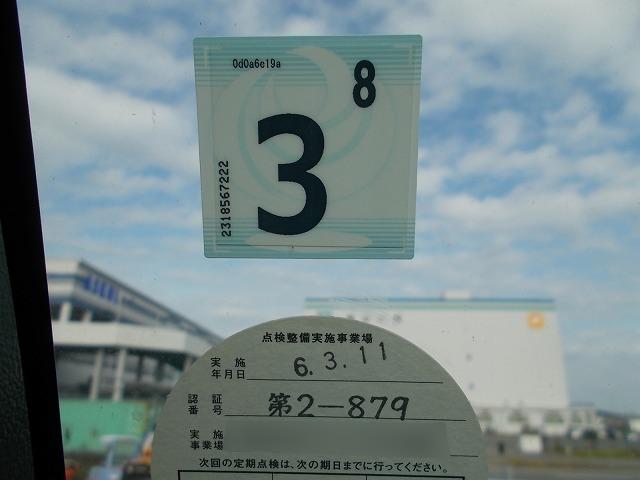 0d0a6c19a
8
3
2318567222
点検整備実施事業場
実施年月日 6.3.11
認証番号 第2-879
実施事業場
次回の定期点検は、次の期日までに行ってください。